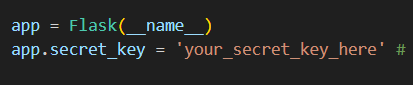 app = Flask(__name__)
app.secret_key = 'your_secret_key_here' #